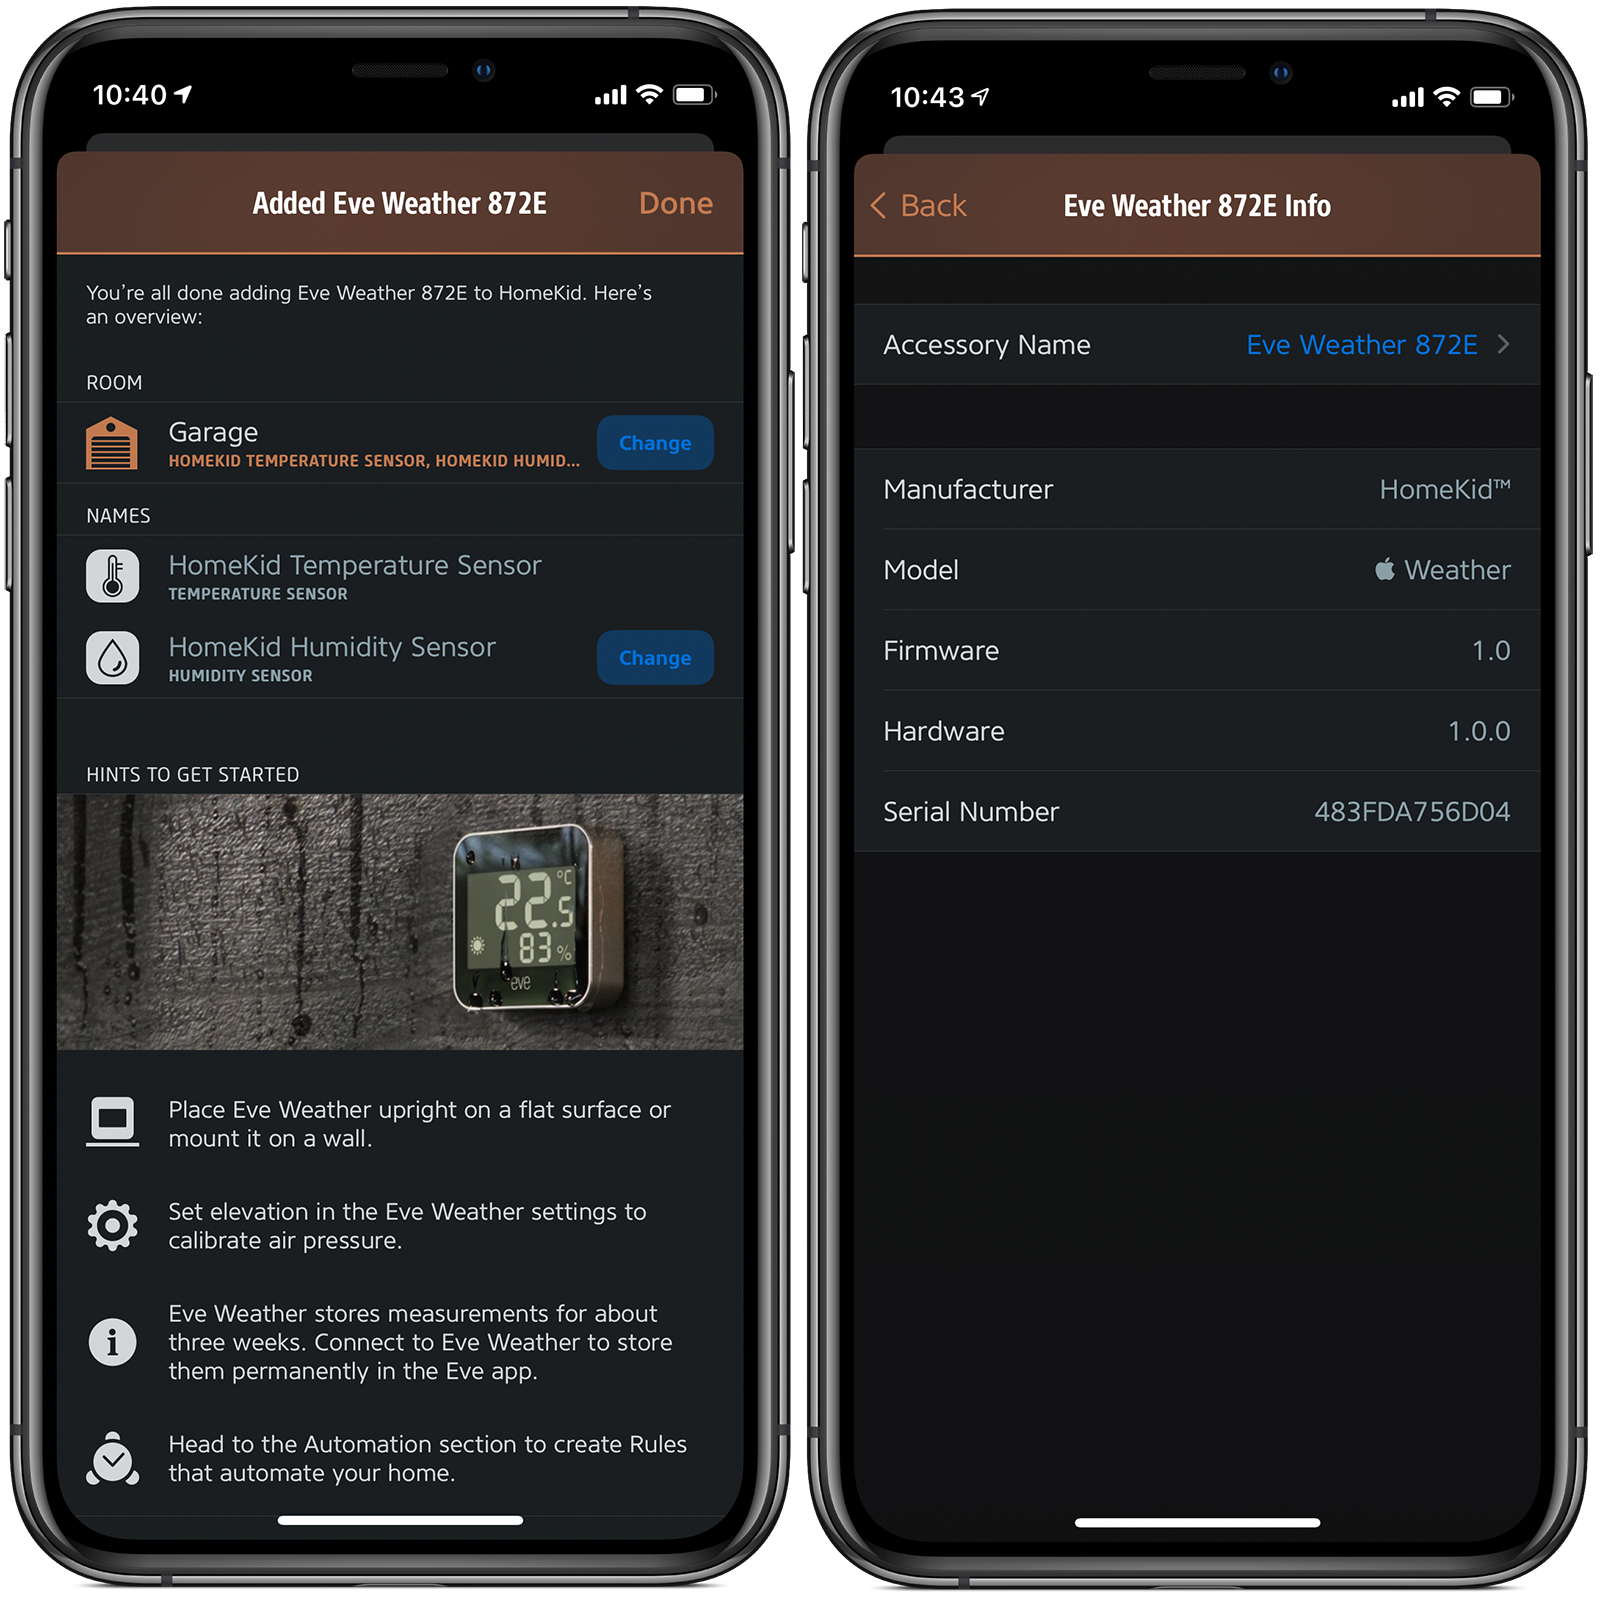 10:40
Added Eve Weather 872E
Done
You're all done adding Eve Weather 872E to HomeKid. Here's
an overview:
ROOM
Garage
HOMEKID TEMPERATURE SENSOR, HOMEKID HUMID...
Change
NAMES
HomeKid Temperature Sensor
TEMPERATURE SENSOR
HomeKid Humidity Sensor
HUMIDITY SENSOR
Change
HINTS TO GET STARTED
22.5 °C
83 %
eve
Place Eve Weather upright on a flat surface or
mount it on a wall.
Set elevation in the Eve Weather settings to
calibrate air pressure.
Eve Weather stores measurements for about
three weeks. Connect to Eve Weather to store
them permanently in the Eve app.
Head to the Automation section to create Rules
that automate your home.
10:43
Back
Eve Weather 872E Info
Accessory Name Eve Weather 872E
Manufacturer HomeKid™
Model Weather
Firmware 1.0
Hardware 1.0.0
Serial Number 483FDA756D04